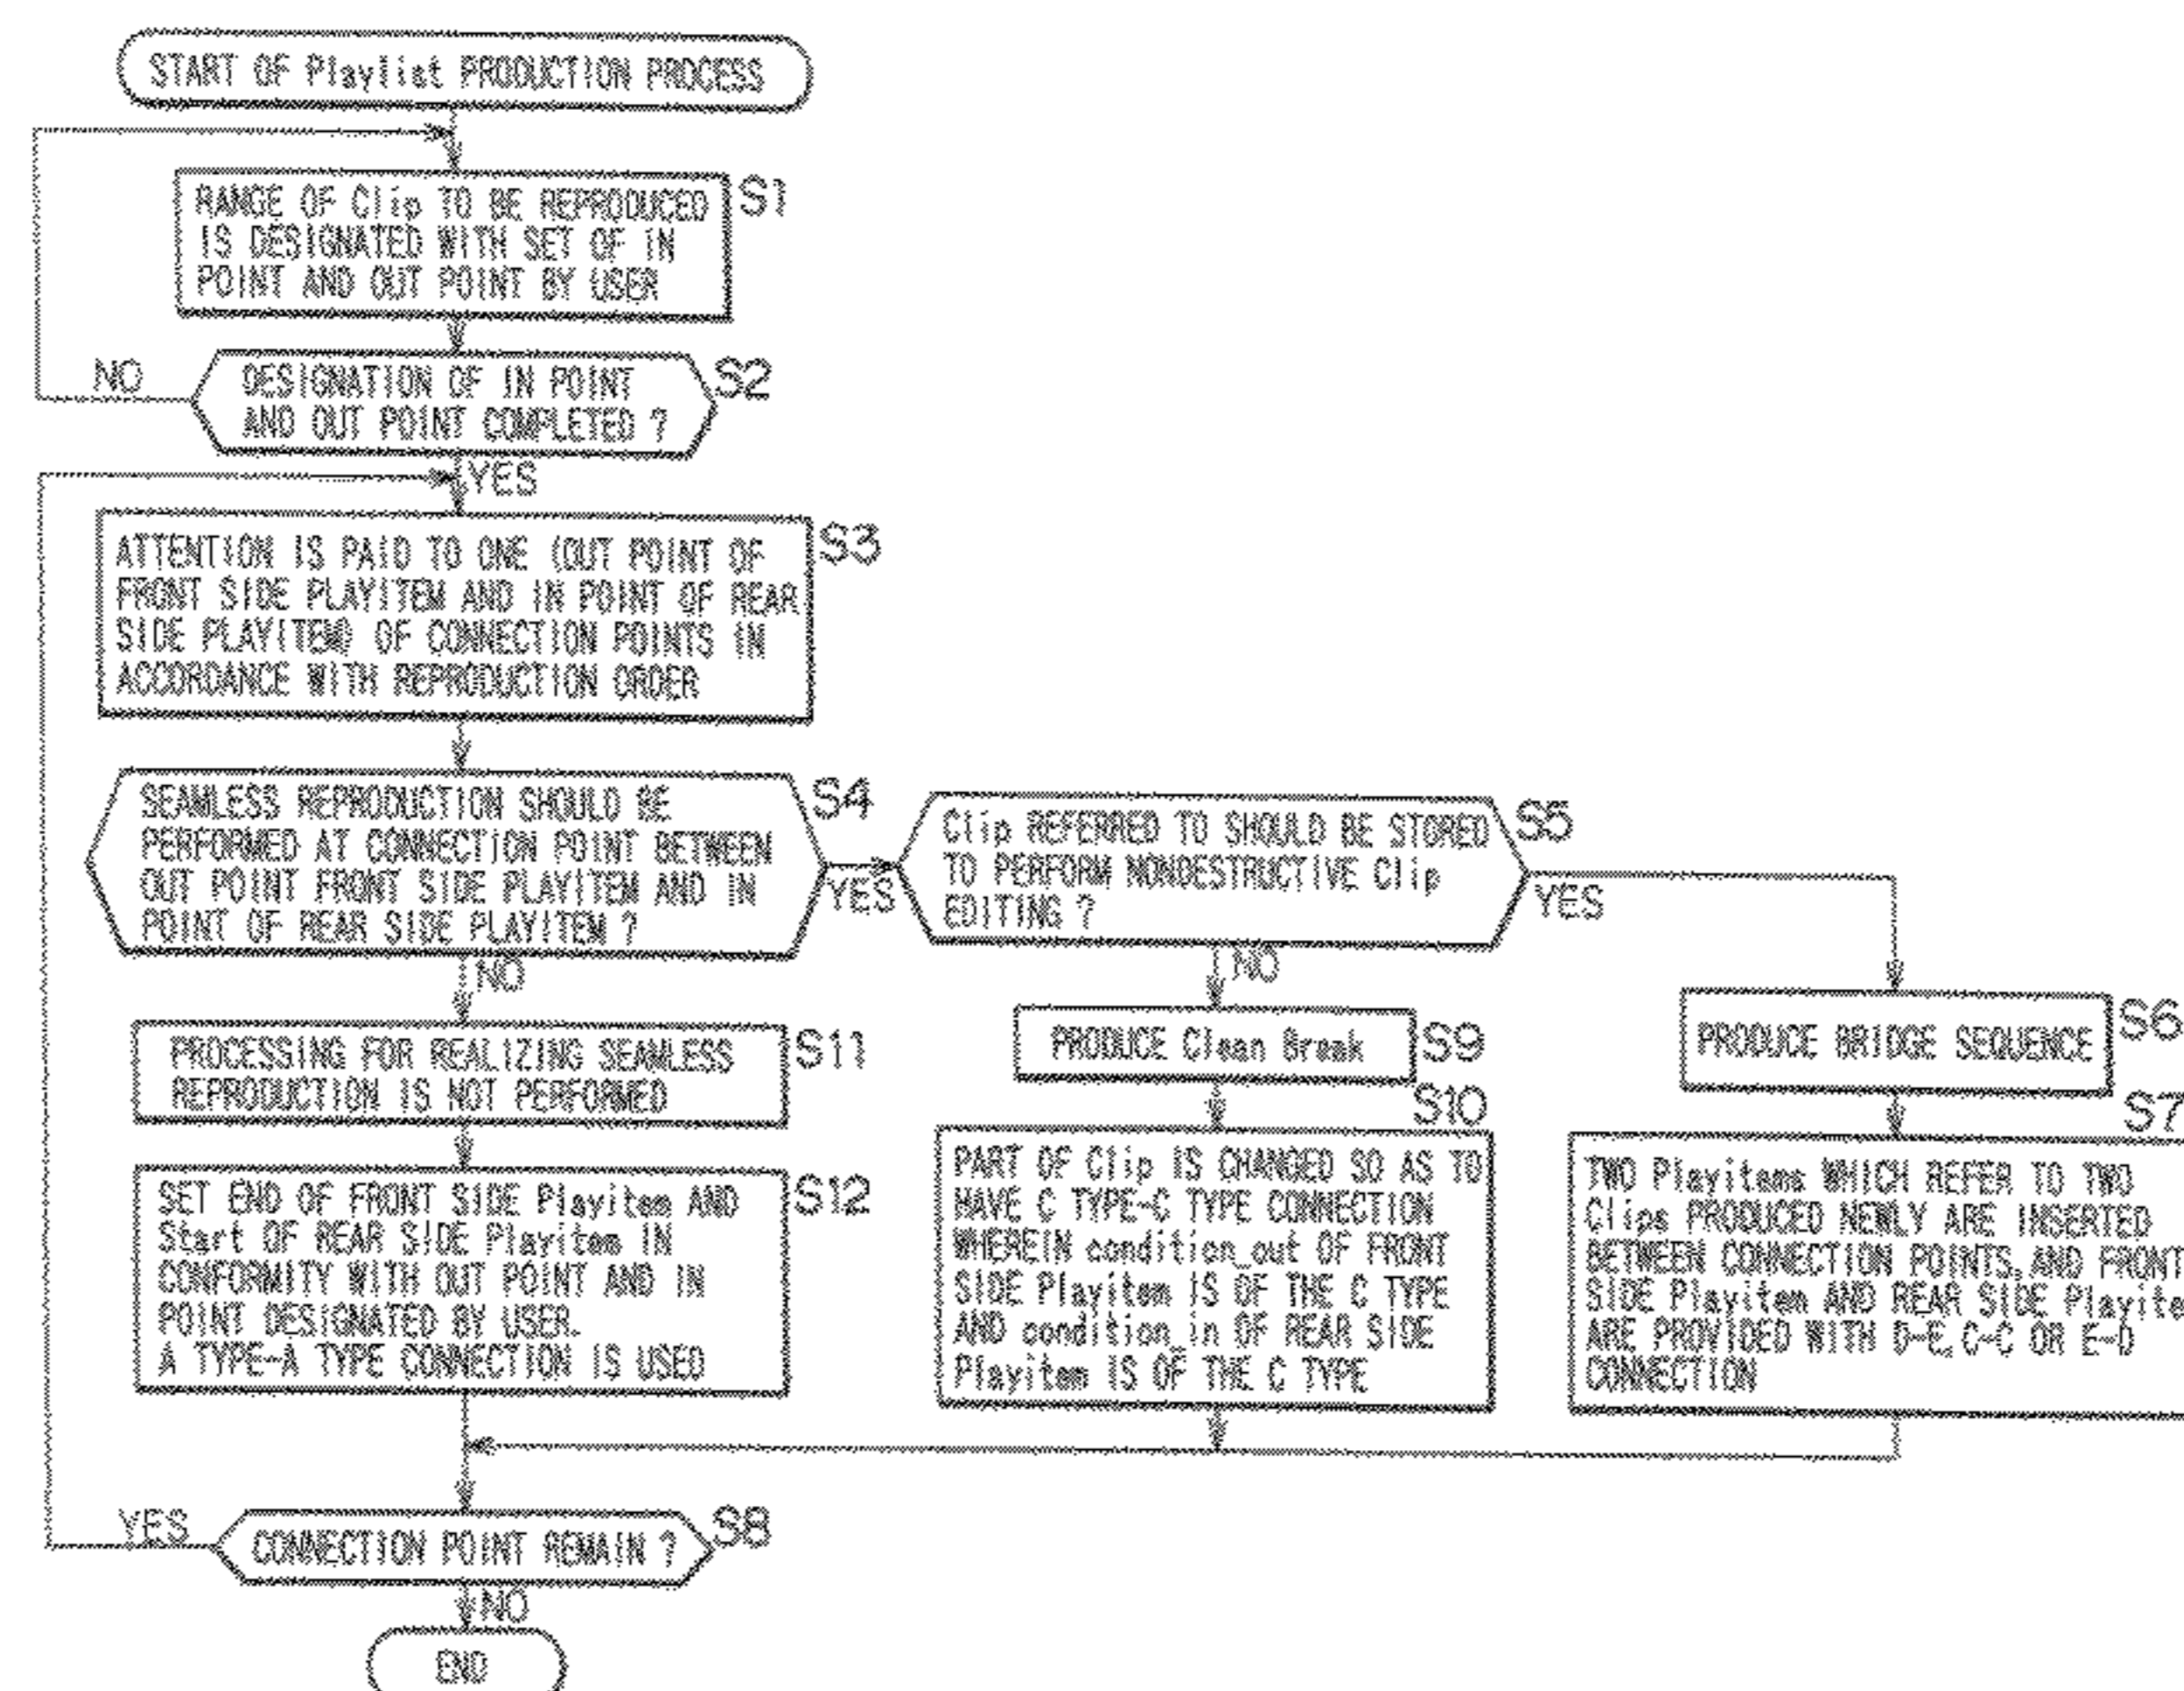 START OF Playlist PRODUCTION PROCESS
RANGE OF Clip TO BE REPRODUCED
IS DESIGNATED WITH SET OF IN
POINT AND OUT POINT BY USER
S1
DESIGNATION OF IN POINT
AND OUT POINT COMPLETED ?
S2
NO
YES
ATTENTION IS PAID TO ONE (OUT POINT OF
FRONT SIDE PLAYITEM AND IN POINT OF REAR
SIDE PLAYITEM) OF CONNECTION POINTS IN
ACCORDANCE WITH REPRODUCTION ORDER
S3
SEAMLESS REPRODUCTION SHOULD BE
PERFORMED AT CONNECTION POINT BETWEEN
OUT POINT FRONT SIDE PLAYITEM AND IN
POINT OF REAR SIDE PLAYITEM ?
S4
YES
NO
Clip REFERRED TO SHOULD BE STORED
TO PERFORM NONDESTRUCTIVE Clip
EDITING ?
S5
YES
NO
PROCESSING FOR REALIZING SEAMLESS
REPRODUCTION IS NOT PERFORMED
S11
PRODUCE Clean Break
S9
PRODUCE BRIDGE SEQUENCE
S6
SET END OF FRONT SIDE Playitem AND
Start OF REAR SIDE Playitem IN
CONFORMITY WITH OUT POINT AND IN
POINT DESIGNATED BY USER.
A TYPE-A TYPE CONNECTION IS USED
S12
S10
PART OF Clip IS CHANGED SO AS TO
HAVE C TYPE-C TYPE CONNECTION
WHEREIN condition_out OF FRONT
SIDE Playitem IS OF THE C TYPE
AND condition_in OF REAR SIDE
Playitem IS OF THE C TYPE
S7
TWO Playitems WHICH REFER TO TWO
Clips PRODUCED NEWLY ARE INSERTED
BETWEEN CONNECTION POINTS, AND FRONT
SIDE Playitem AND REAR SIDE Playite
ARE PROVIDED WITH D-E, C-C OR E-D
CONNECTION
CONNECTION POINT REMAIN ?
S8
YES
NO
END